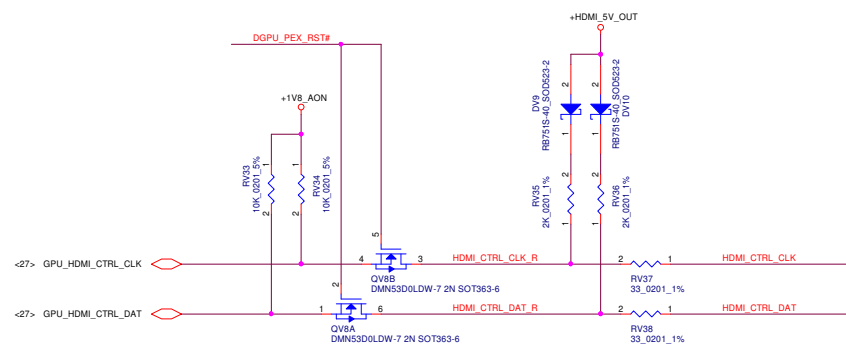 +HDMI_5V_OUT
DGPU_PEX_RST#
+1V8_AON
2
2
DV9
RB751S-40_SOD523-2
RB751S-40_SOD523-2
DV10
1
1
1
1
RV33
10K_0201_5%
RV34
10K_0201_5%
2
2
2
2
RV35
2K_0201_1%
RV36
2K_0201_1%
1
1
5
<27> GPU_HDMI_CTRL_CLK
4
3
HDMI_CTRL_CLK_R
2
1
HDMI_CTRL_CLK
QV8B
DMN53D0LDW-7 2N SOT363-6
RV37
33_0201_1%
2
<27> GPU_HDMI_CTRL_DAT
1
6
HDMI_CTRL_DAT_R
2
1
HDMI_CTRL_DAT
QV8A
DMN53D0LDW-7 2N SOT363-6
RV38
33_0201_1%